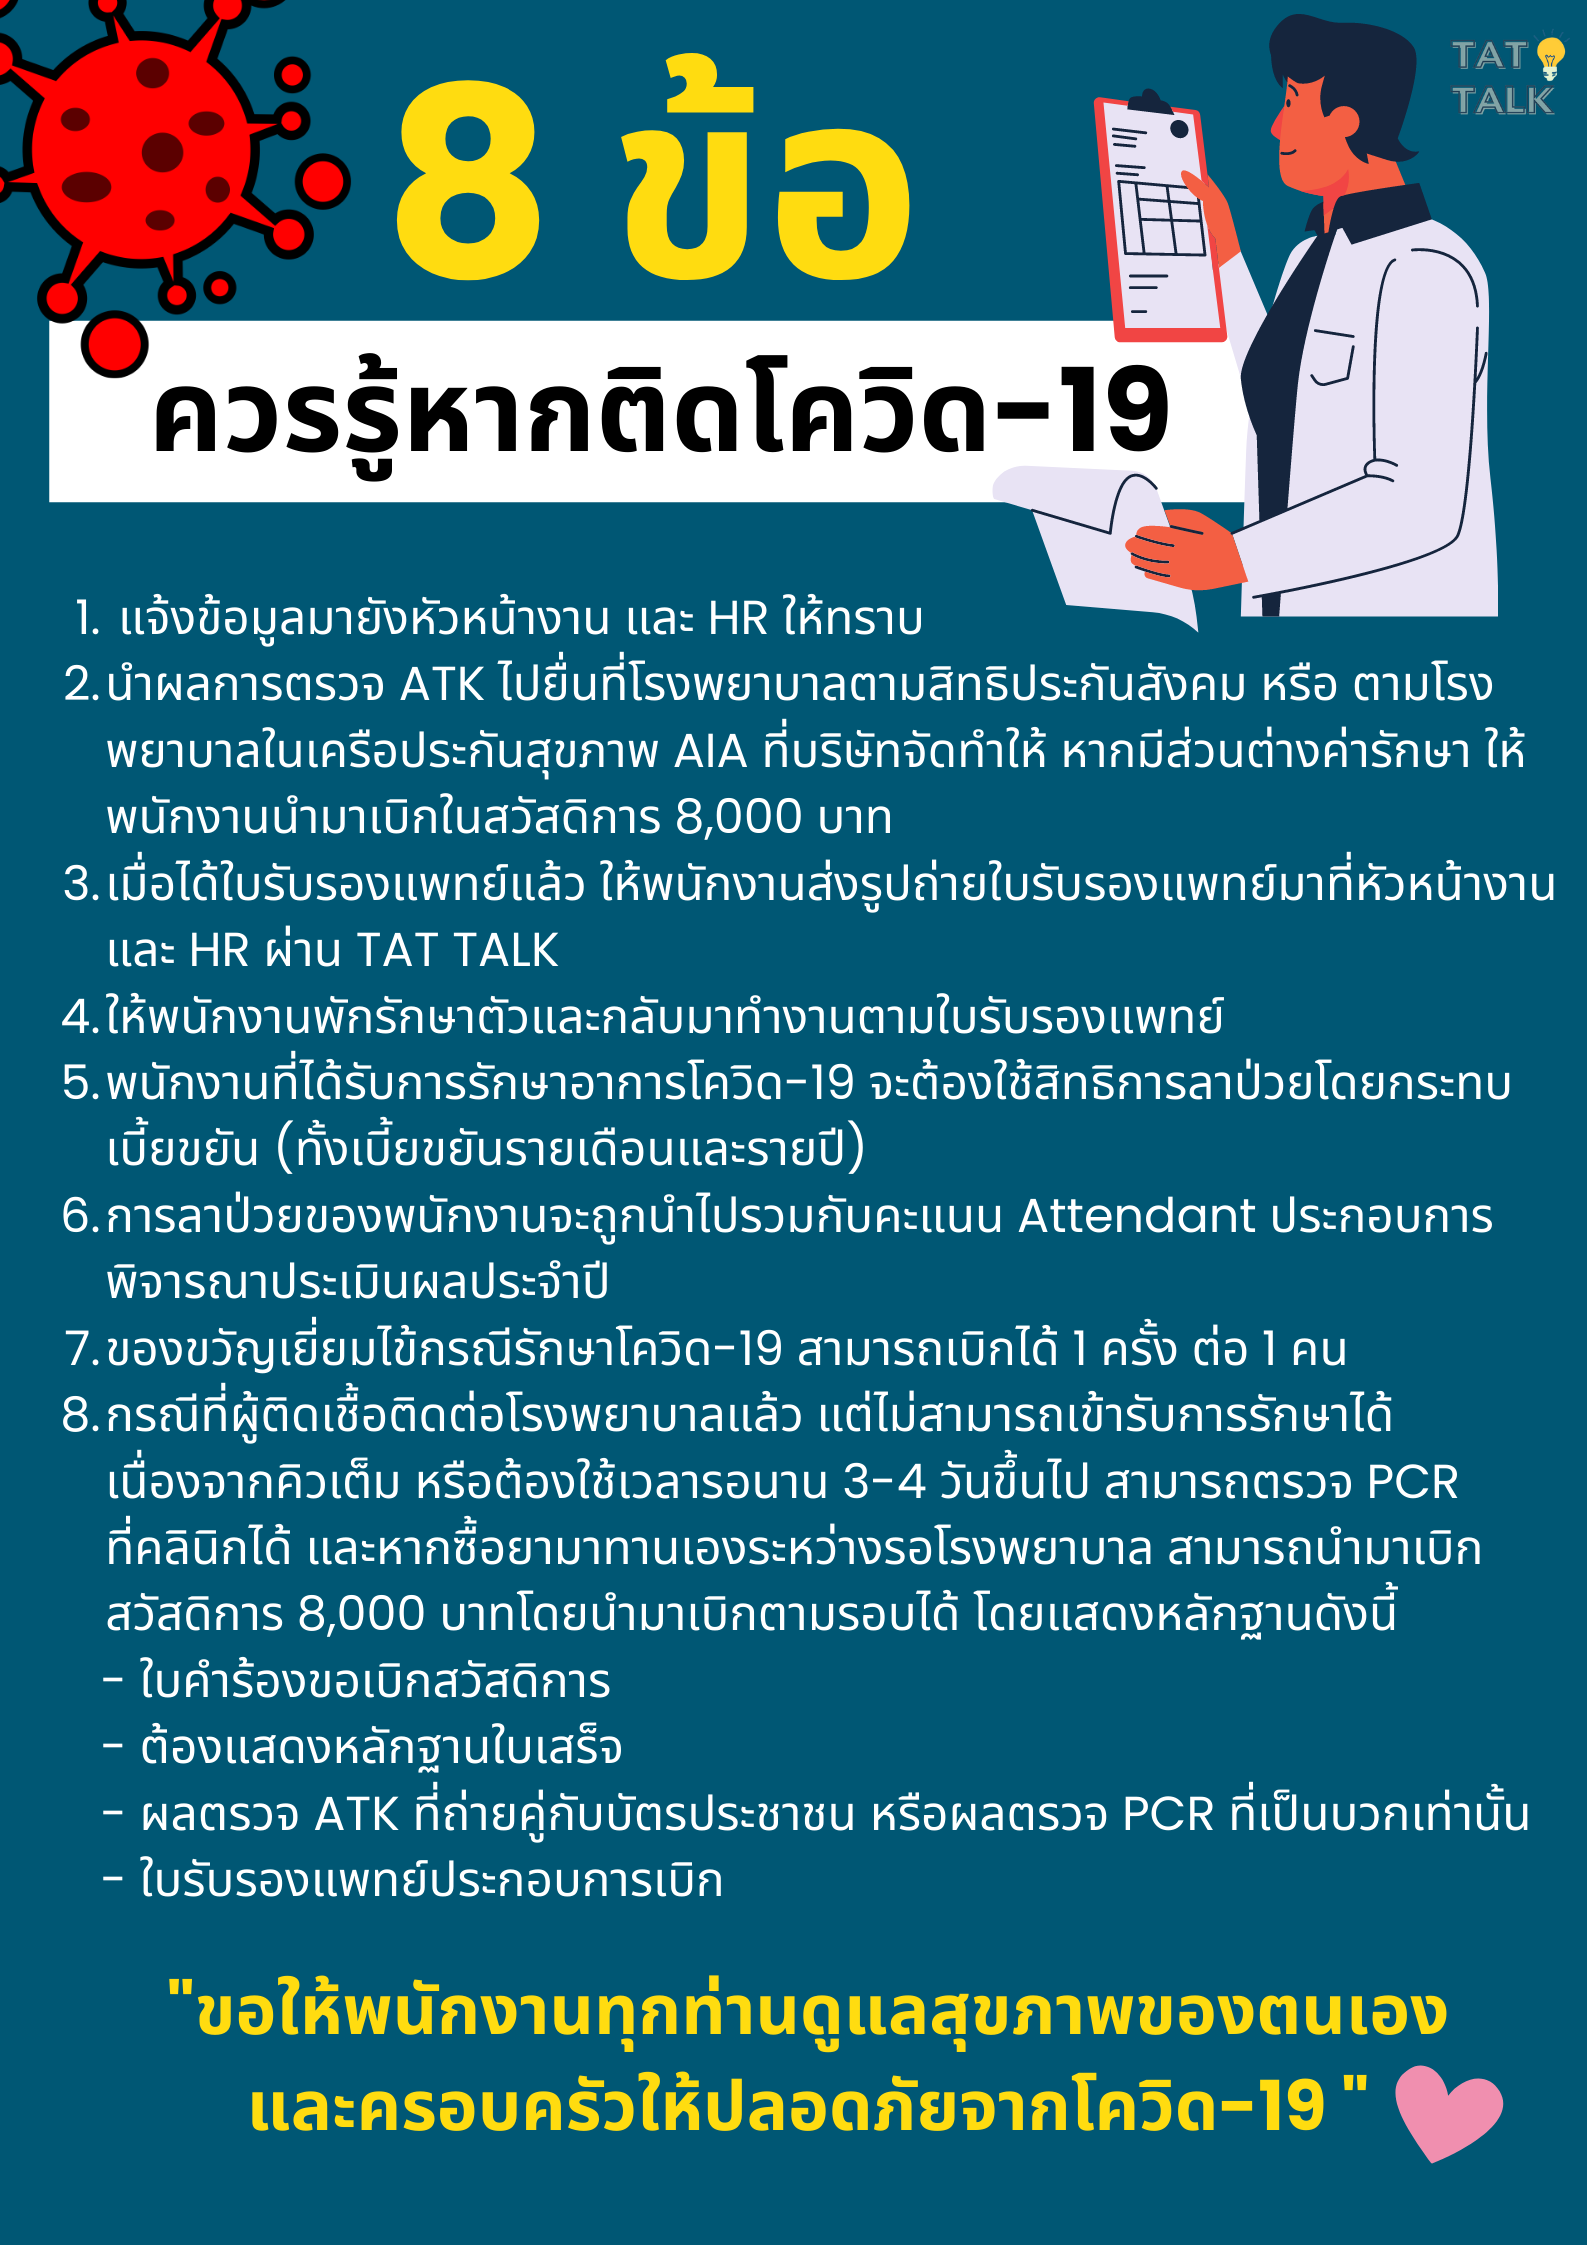 TAT
TALK
8 ข้อ
ควรรู้หากติดโควิด-19
1. แจ้งข้อมูลมายังหัวหน้างาน และ HR ให้ทราบ
2. นำผลการตรวจ ATK ไปยื่นที่โรงพยาบาลตามสิทธิประกันสังคม หรือ ตามโรง
พยาบาลในเครือประกันสุขภาพ AIA ที่บริษัทจัดทำให้ หากมีส่วนต่างค่ารักษา ให้
พนักงานนำมาเบิกในสวัสดิการ 8,000 บาท
3. เมื่อได้ใบรับรองแพทย์แล้ว ให้พนักงานส่งรูปถ่ายใบรับรองแพทย์มาที่หัวหน้างาน
และ HR ผ่าน TAT TALK
4. ให้พนักงานพักรักษาตัวและกลับมาทำงานตามใบรับรองแพทย์
5. พนักงานที่ได้รับการรักษาอาการโควิด-19 จะต้องใช้สิทธิการลาป่วยโดยกระทบ
เบี้ยขยัน (ทั้งเบี้ยขยันรายเดือนและรายปี)
6. การลาป่วยของพนักงานจะถูกนำไปรวมกับคะแนน Attendant ประกอบการ
พิจารณาประเมินผลประจำปี
7. ของขวัญเยี่ยมไข้กรณีรักษาโควิด-19 สามารถเบิกได้ 1 ครั้ง ต่อ 1 คน
8. กรณีที่ผู้ติดเชื้อติดต่อโรงพยาบาลแล้ว แต่ไม่สามารถเข้ารับการรักษาได้
เนื่องจากคิวเต็ม หรือต้องใช้เวลารอนาน 3-4 วันขึ้นไป สามารถตรวจ PCR
ที่คลินิกได้ และหากซื้อยามาทานเองระหว่างรอโรงพยาบาล สามารถนำมาเบิก
สวัสดิการ 8,000 บาทโดยนำมาเบิกตามรอบได้ โดยแสดงหลักฐานดังนี้
- ใบคำร้องขอเบิกสวัสดิการ
- ต้องแสดงหลักฐานใบเสร็จ
- ผลตรวจ ATK ที่ถ่ายคู่กับบัตรประชาชน หรือผลตรวจ PCR ที่เป็นบวกเท่านั้น
- ใบรับรองแพทย์ประกอบการเบิก
"ขอให้พนักงานทุกท่านดูแลสุขภาพของตนเอง
และครอบครัวให้ปลอดภัยจากโควิด-19 "